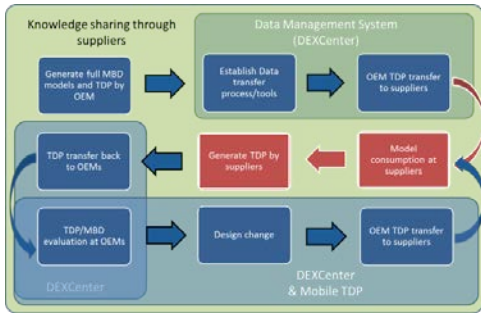 Knowledge sharing through
suppliers
Data Management System
(DEXCenter)
Generate full MBD
models and TDP by
OEM
Establish Data
transfer
process/tools
OEM TDP transfer
to suppliers
TDP transfer back
to OEMs
Generate TDP by
suppliers
Model
consumption at
suppliers
TDP/MBD
evaluation at OEMs
Design change
OEM TDP transfer
to suppliers
DEXCenter
DEXCenter
& Mobile TDP